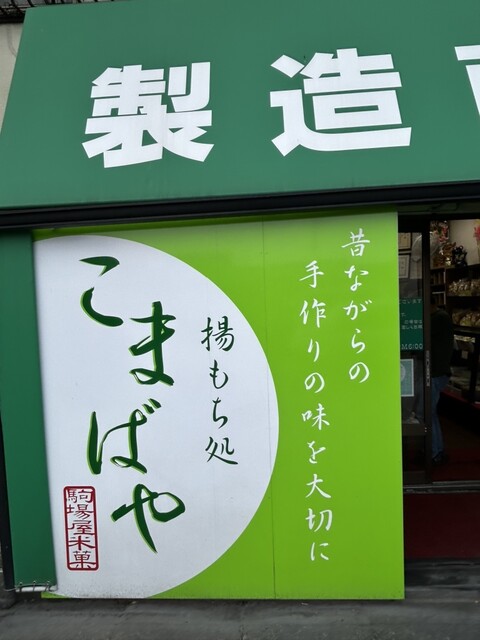 製造
昔ながらの
手作りの味を大切に
揚もち処
こまばや
駒場屋米菓